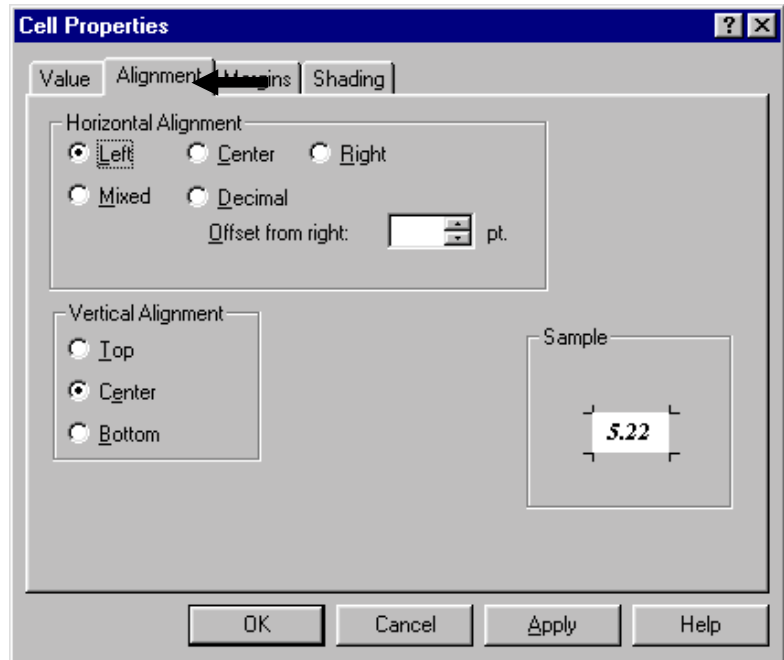 Cell Properties
Value Alignment Margins Shading
Horizontal Alignment
Left Center Right
Mixed Decimal
Offset from right: pt.
Vertical Alignment
Top
Center
Bottom
Sample
5.22
OK Cancel Apply Help